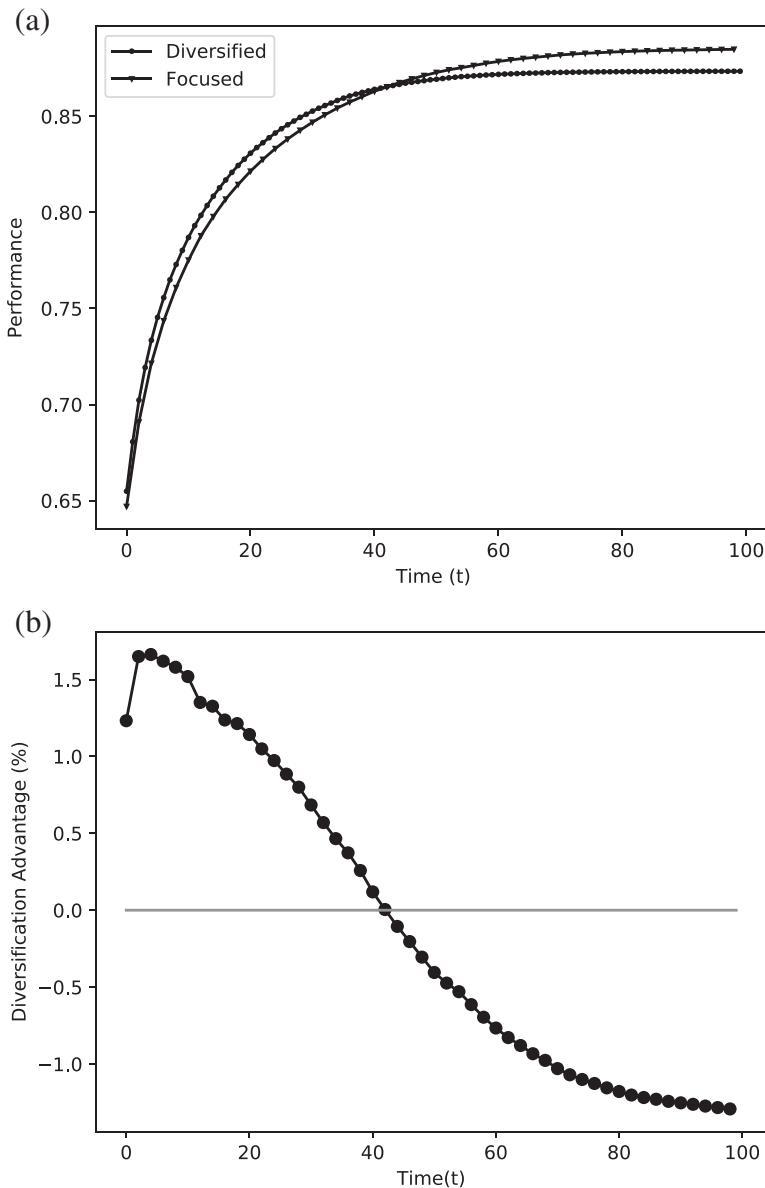 (a)
Diversified
Focused
0.85
0.80
0.75
0.70
0.65
Performance
0 20 40 60 80 100
Time (t)
(b)
1.5
1.0
0.5
0.0
−0.5
−1.0
Diversification Advantage (%)
0 20 40 60 80 100
Time(t)